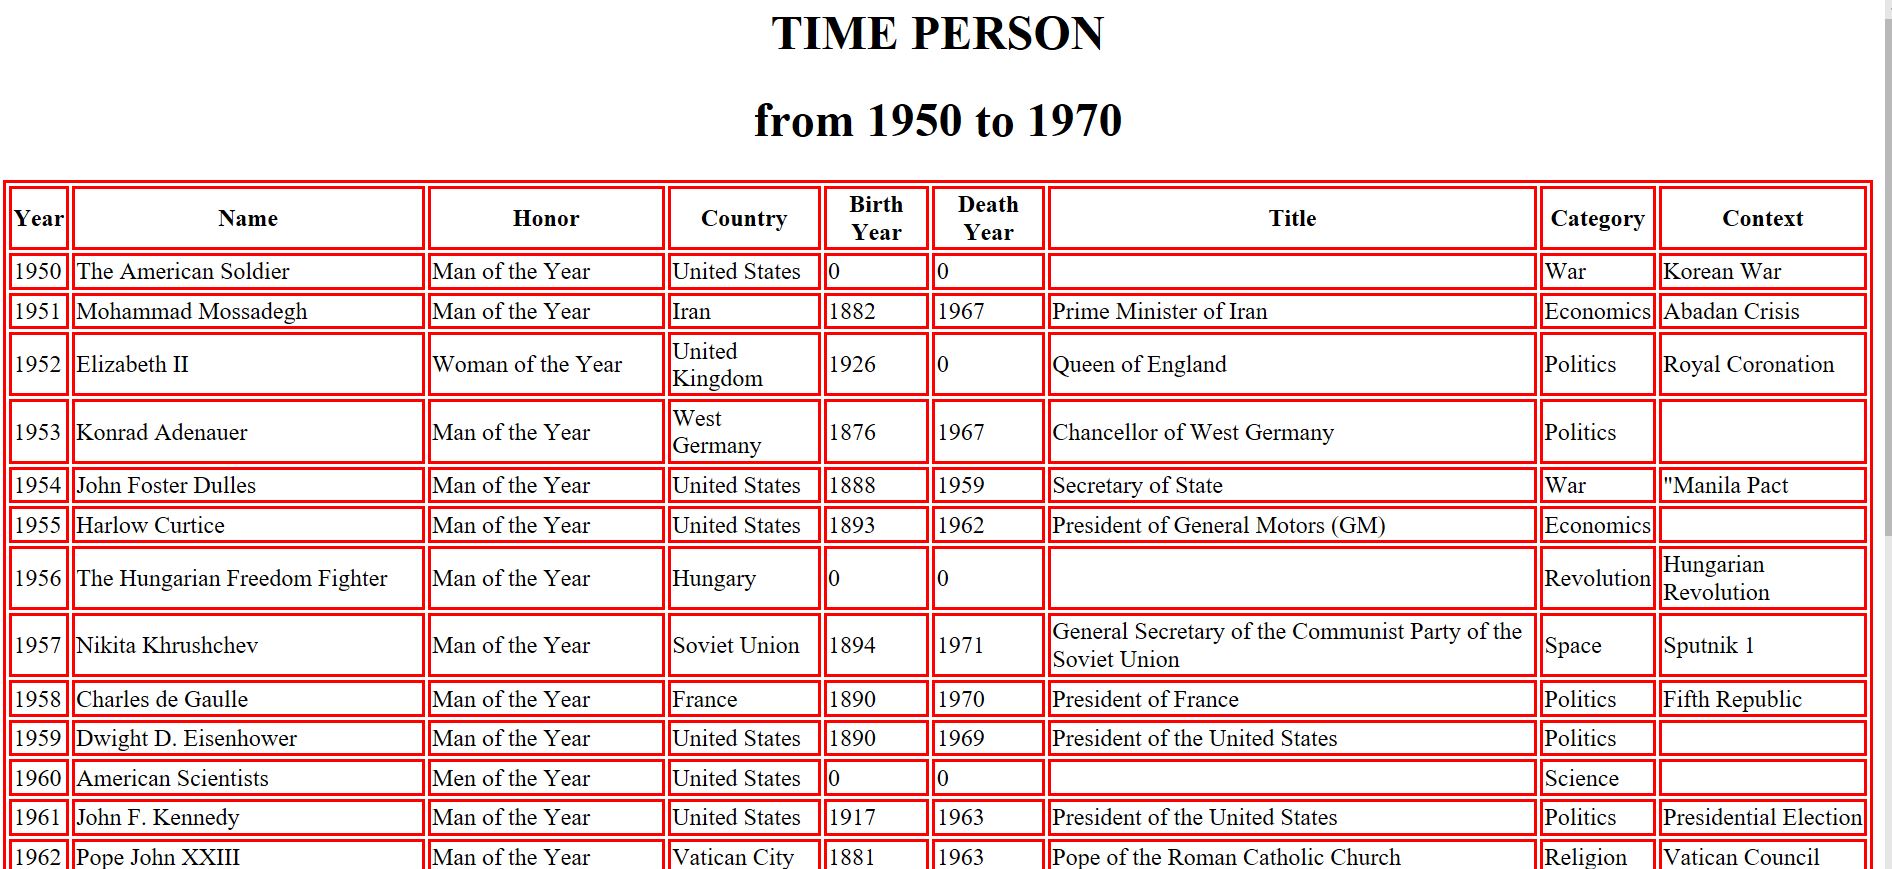 TIME PERSON
from 1950 to 1970
Year Name Honor Country Birth Year Death Year Title Category Context
1950 The American Soldier Man of the Year United States 0 0 War Korean War
1951 Mohammad Mossadegh Man of the Year Iran 1882 1967 Prime Minister of Iran Economics Abadan Crisis
1952 Elizabeth II Woman of the Year United Kingdom 1926 0 Queen of England Politics Royal Coronation
1953 Konrad Adenauer Man of the Year West Germany 1876 1967 Chancellor of West Germany Politics
1954 John Foster Dulles Man of the Year United States 1888 1959 Secretary of State War "Manila Pact
1955 Harlow Curtice Man of the Year United States 1893 1962 President of General Motors (GM) Economics
1956 The Hungarian Freedom Fighter Man of the Year Hungary 0 0 Revolution Hungarian Revolution
1957 Nikita Khrushchev Man of the Year Soviet Union 1894 1971 General Secretary of the Communist Party of the Soviet Union Space Sputnik 1
1958 Charles de Gaulle Man of the Year France 1890 1970 President of France Politics Fifth Republic
1959 Dwight D. Eisenhower Man of the Year United States 1890 1969 President of the United States Politics
1960 American Scientists Men of the Year United States 0 0 Science
1961 John F. Kennedy Man of the Year United States 1917 1963 President of the United States Politics Presidential Election
1962 Pope John XXIII Man of the Year Vatican City 1881 1963 Pope of the Roman Catholic Church Religion Vatican Council